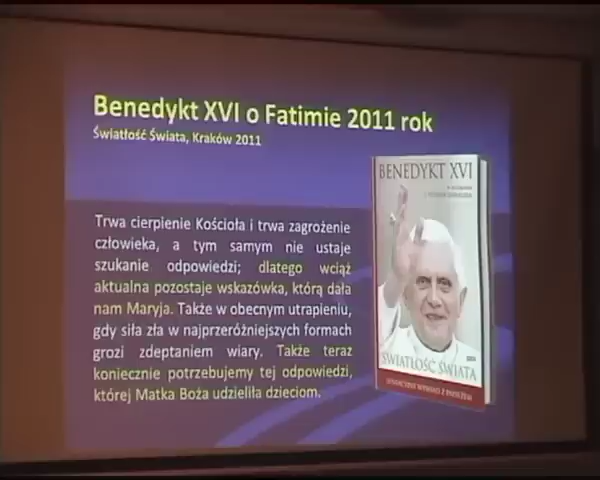 Benedykt XVI o Fatimie 2011 rok
Światłość Świata, Kraków 2011
Trwa cierpienie Kościoła i trwa zagrożenie
człowieka, a tym samym nie ustaje
szukanie odpowiedzi; dlatego wciąż
aktualna pozostaje wskazówka, którą dała
nam Maryja. Także w obecnym utrapieniu,
gdy siła zła w najprzeróżniejszych formach
grozi zdeptaniem wiary. Także teraz
koniecznie potrzebujemy tej odpowiedzi,
której Matka Boża udzieliła dzieciom.
BENEDYKT XVI
ŚWIATŁOŚĆ ŚWIATA